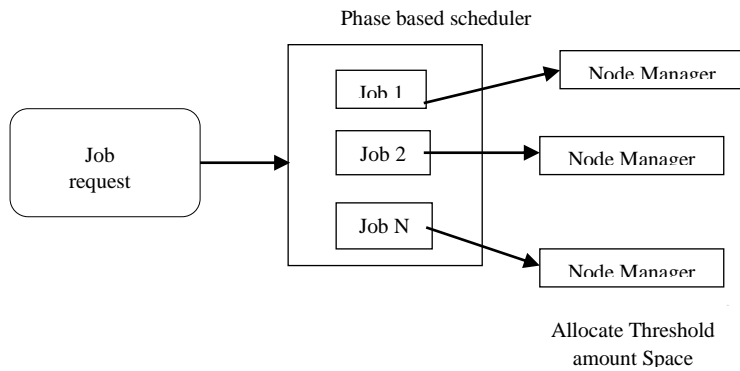 Phase based scheduler
Job 1
Node Manager
Job
request
Job 2
Node Manager
Job N
Node Manager
Allocate Threshold
amount Space